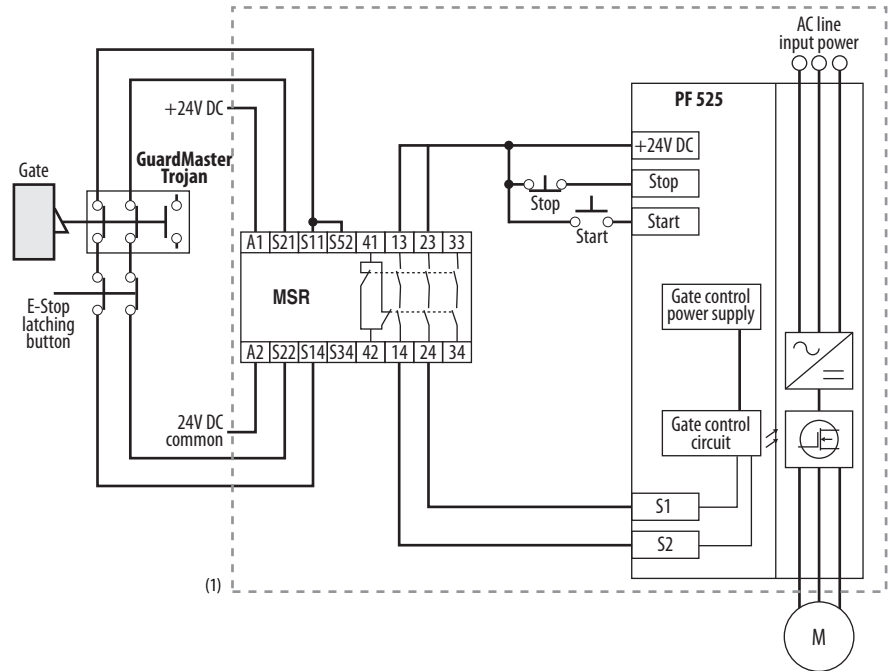 AC line
input power
PF 525
+24V DC
GuardMaster
Trojan
Gate
+24V DC
Stop
Stop
Start
Start
A1 S21 S11 S52 41 13 23 33
MSR
E-Stop
latching
button
Gate control
power supply
A2 S22 S14 S34 42 14 24 34
24V DC
common
Gate control
circuit
S1
S2
(1)
M